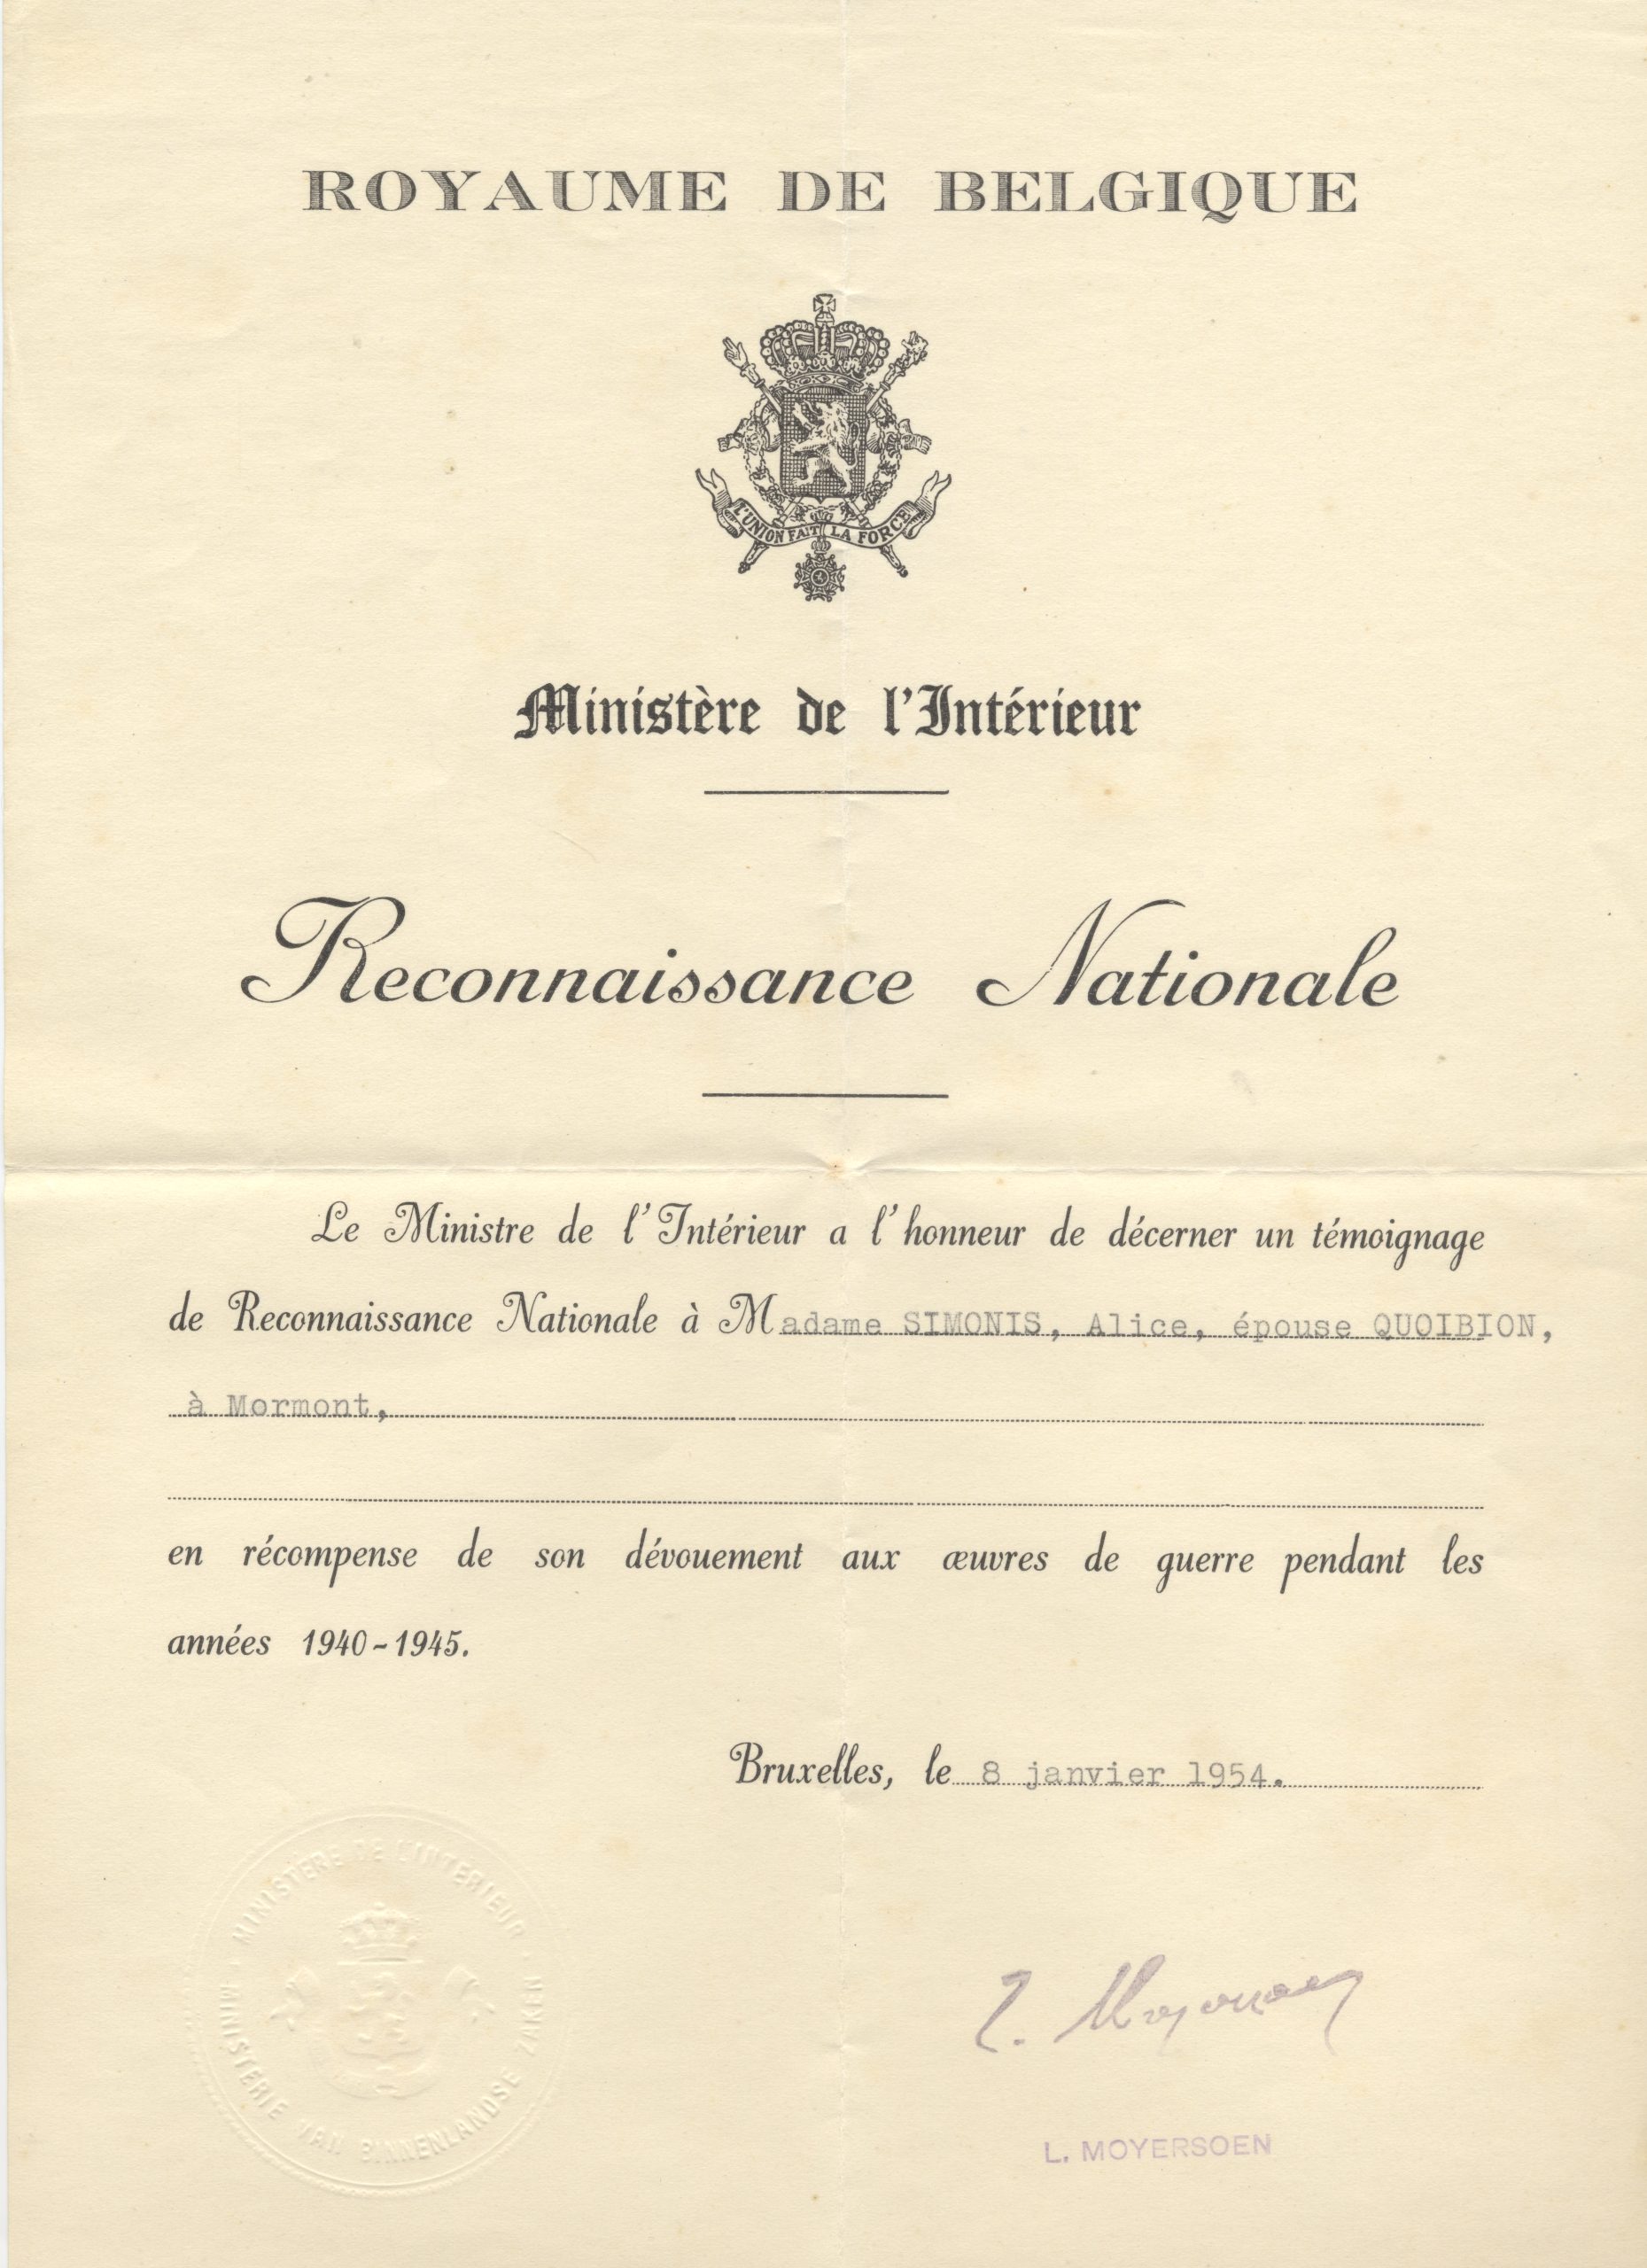 ROYAUME DE BELGIQUE
L'UNION FAIT LA FORCE
Ministère de l'Intérieur
Reconnaissance Nationale
Le Ministre de l'Intérieur a l'honneur de décerner un témoignage
de Reconnaissance Nationale à Madame SIMONIS, Alice, épouse QUOIBION,
à Mormont,
en récompense de son dévouement aux œuvres de guerre pendant les
années 1940-1945.
Bruxelles, le 8 janvier 1954.
MINISTERE DE L'INTERIEUR
MINISTERIE VAN BINNENLANDSE ZAKEN
L. Moyersoen
L. MOYERSOEN